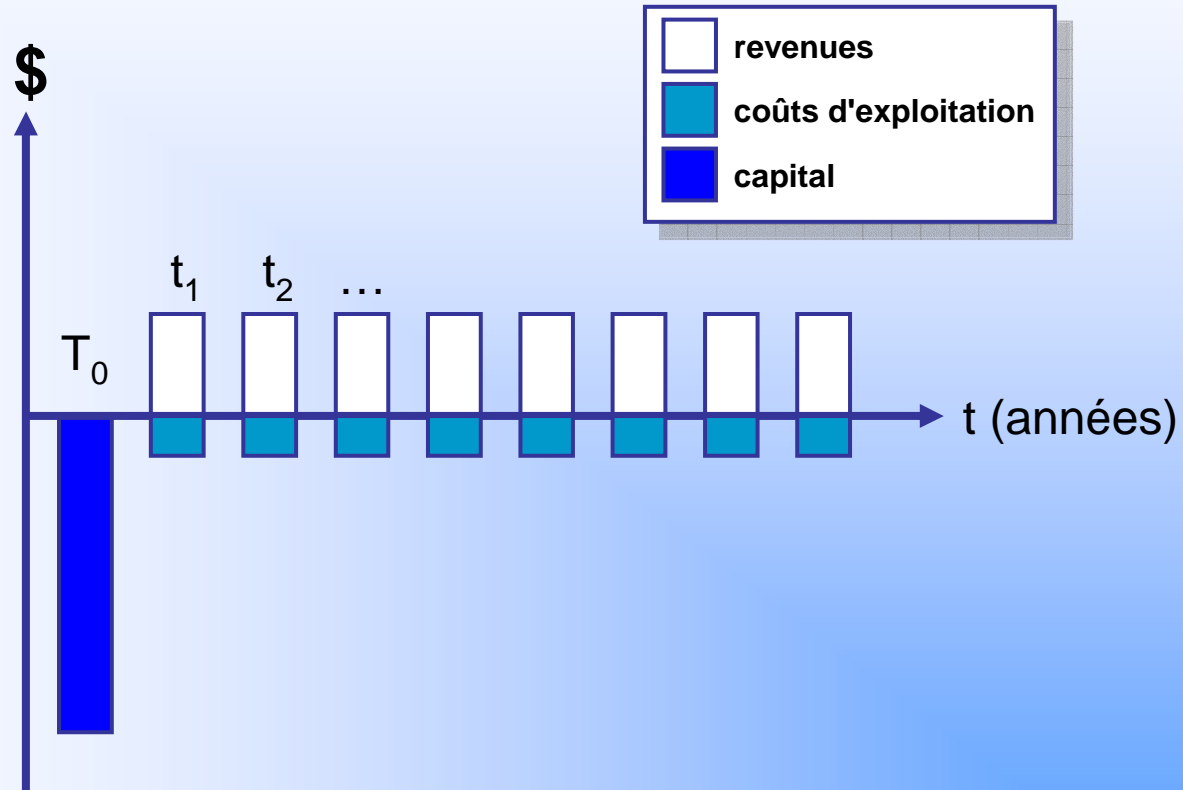 $
revenues
coûts d'exploitation
capital
t₁ t₂ ...
T₀
t (années)